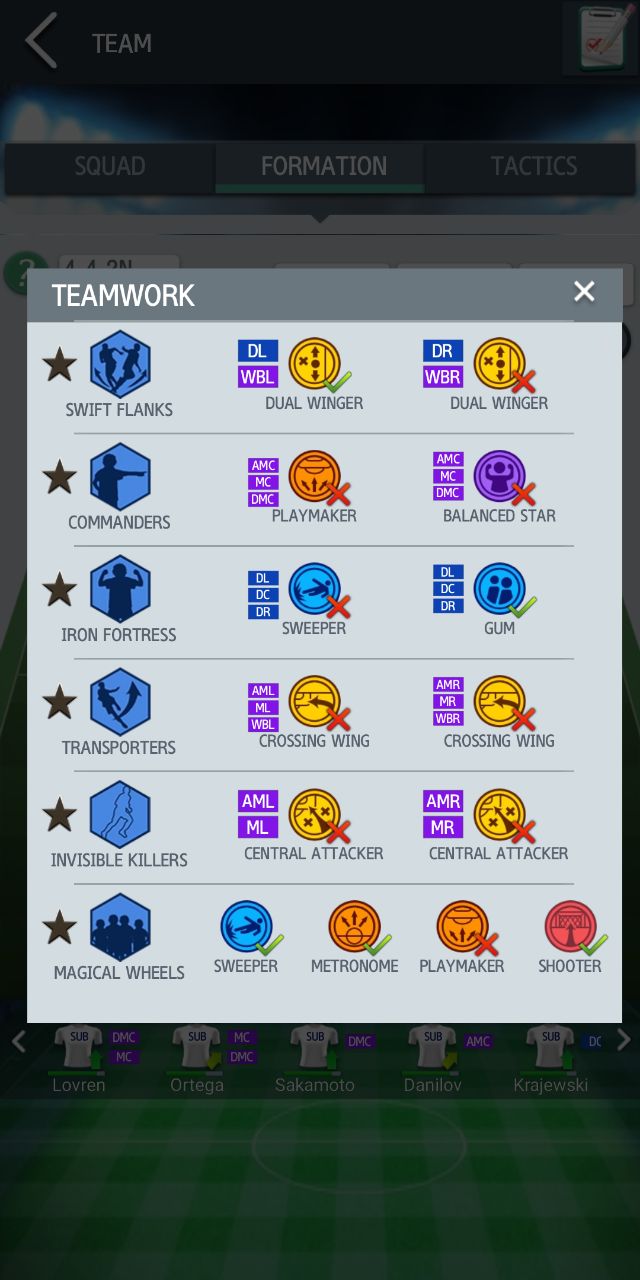 TEAM
SQUAD FORMATION TACTICS
?
4-4-2N
TEAMWORK
DL DR
WBL WBR
DUAL WINGER DUAL WINGER
SWIFT FLANKS
AMC AMC
MC MC
DMC DMC
PLAYMAKER BALANCED STAR
COMMANDERS
DL DL
DC DC
DR DR
SWEEPER GUM
IRON FORTRESS
AML AMR
ML MR
WBL WBR
CROSSING WING CROSSING WING
TRANSPORTERS
AML AMR
ML MR
CENTRAL ATTACKER CENTRAL ATTACKER
INVISIBLE KILLERS
SWEEPER METRONOME PLAYMAKER SHOOTER
MAGICAL WHEELS
SUB DMC SUB MC SUB DMC SUB AMC SUB DC
MC DMC
Lovren Ortega Sakamoto Danilov Krajewski